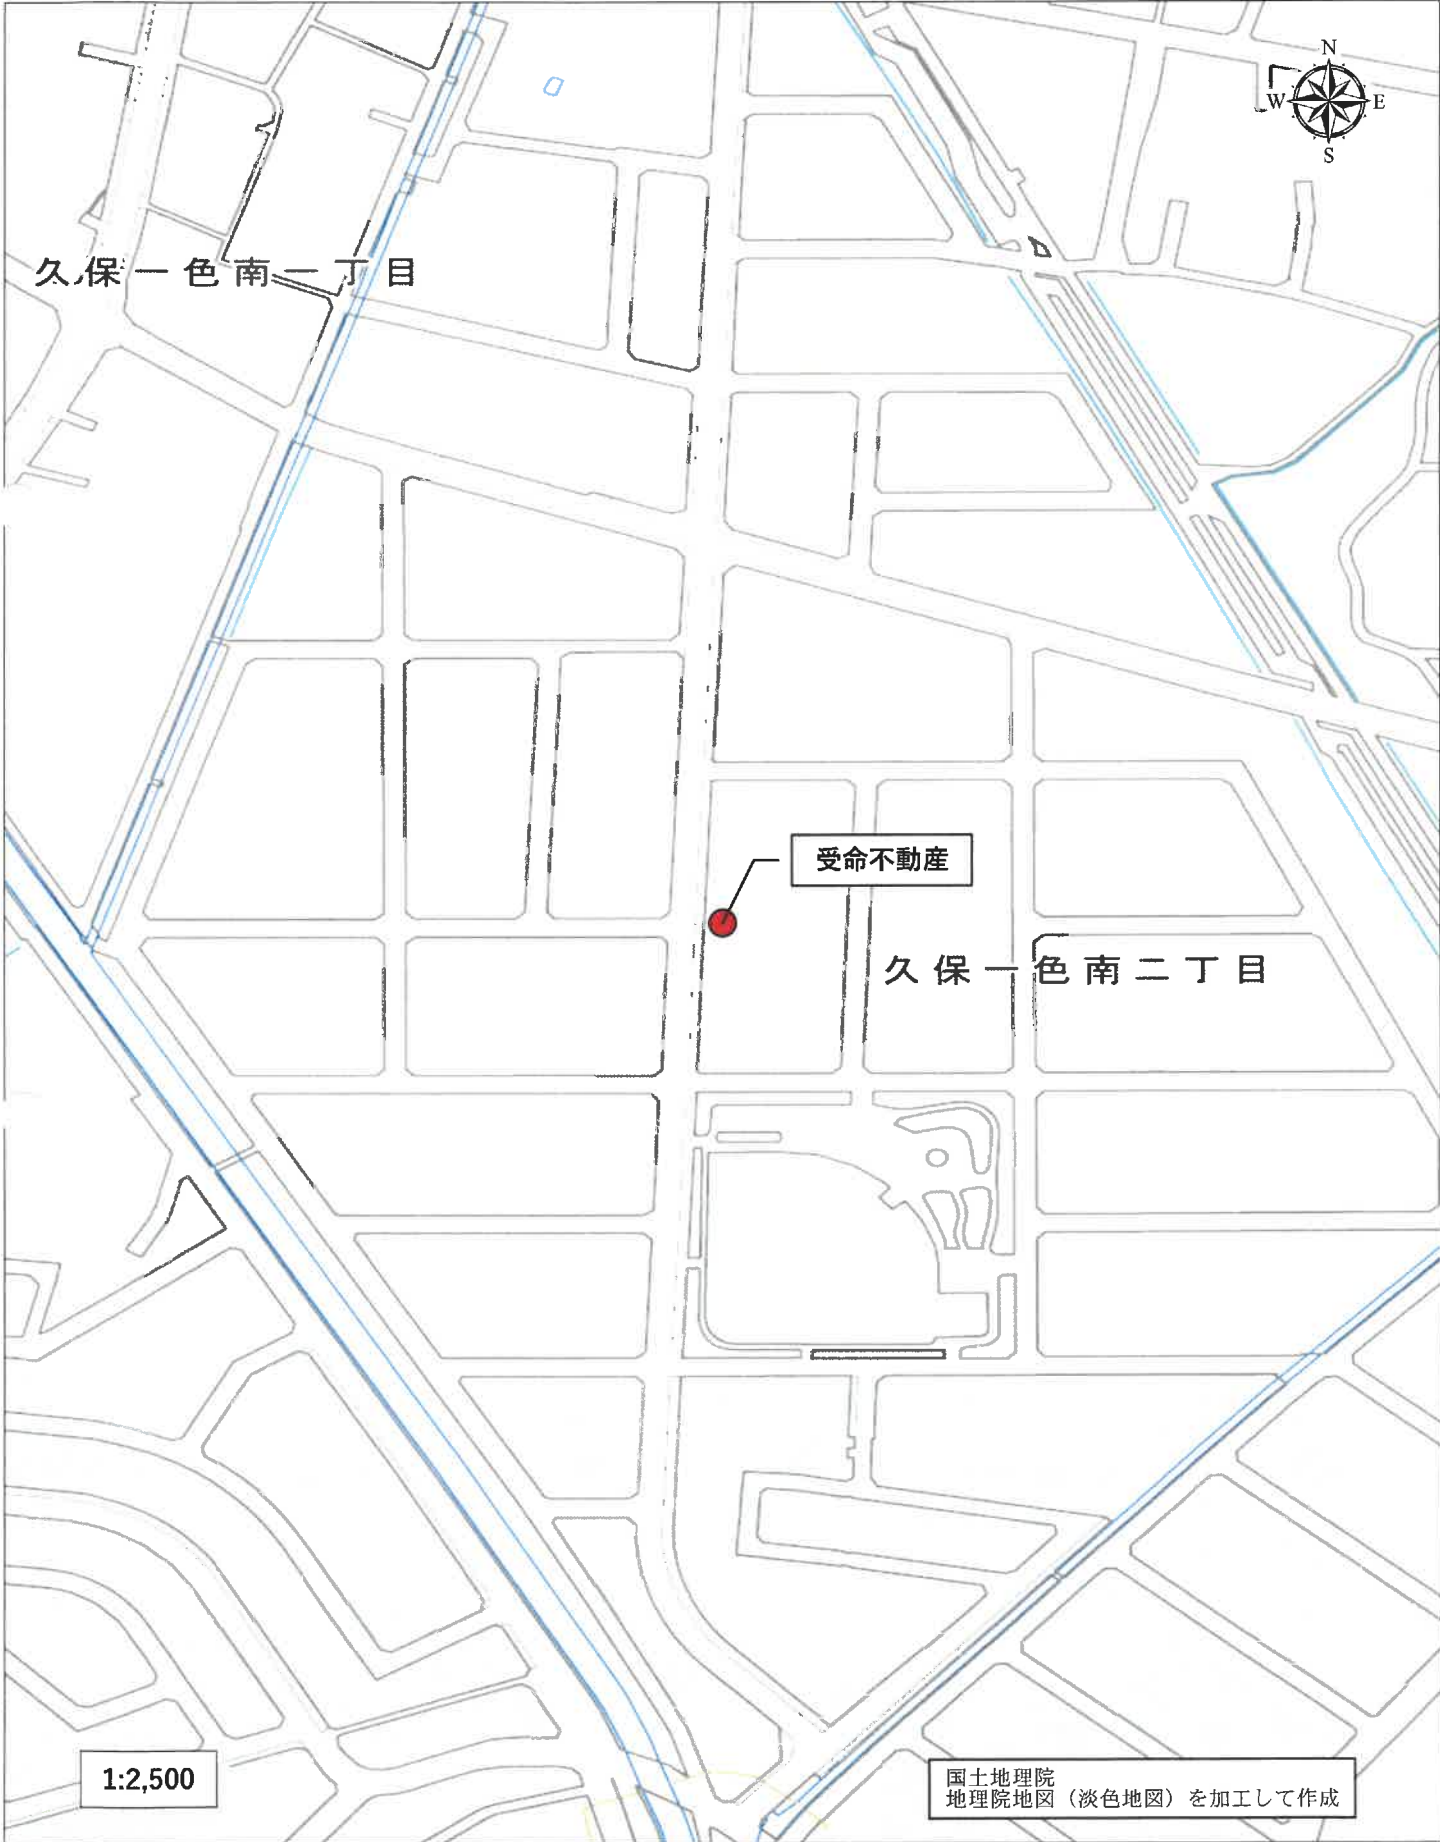 N
W E
S
久保一色南一丁目
受命不動産
久保一色南二丁目
1:2,500
国土地理院
地理院地図（淡色地図）を加工して作成